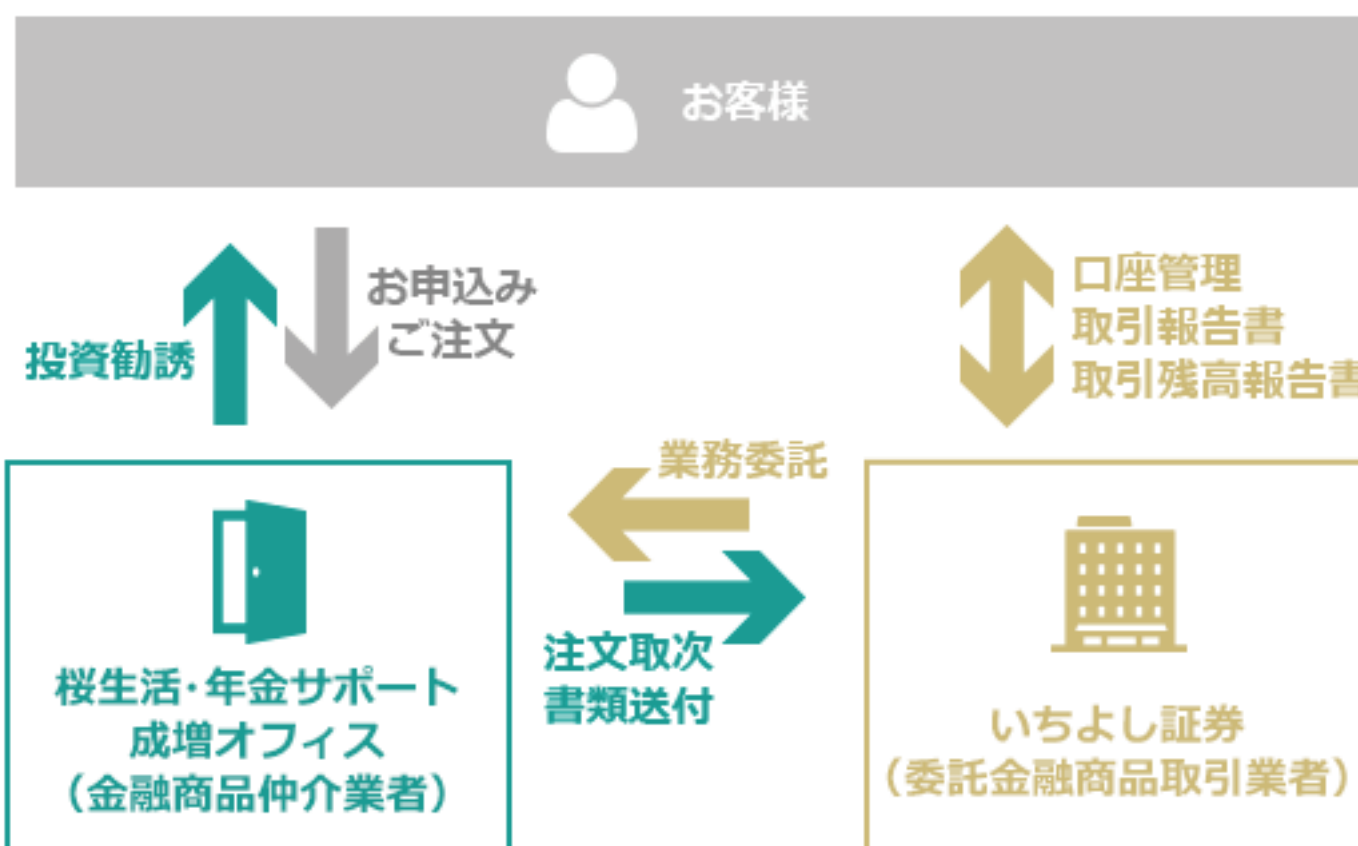 お客様
投資勧誘
お申込み
ご注文
口座管理
取引報告書
取引残高報告書
業務委託
注文取次
書類送付
桜生活・年金サポート
成増オフィス
（金融商品仲介業者）
いちよし証券
（委託金融商品取引業者）